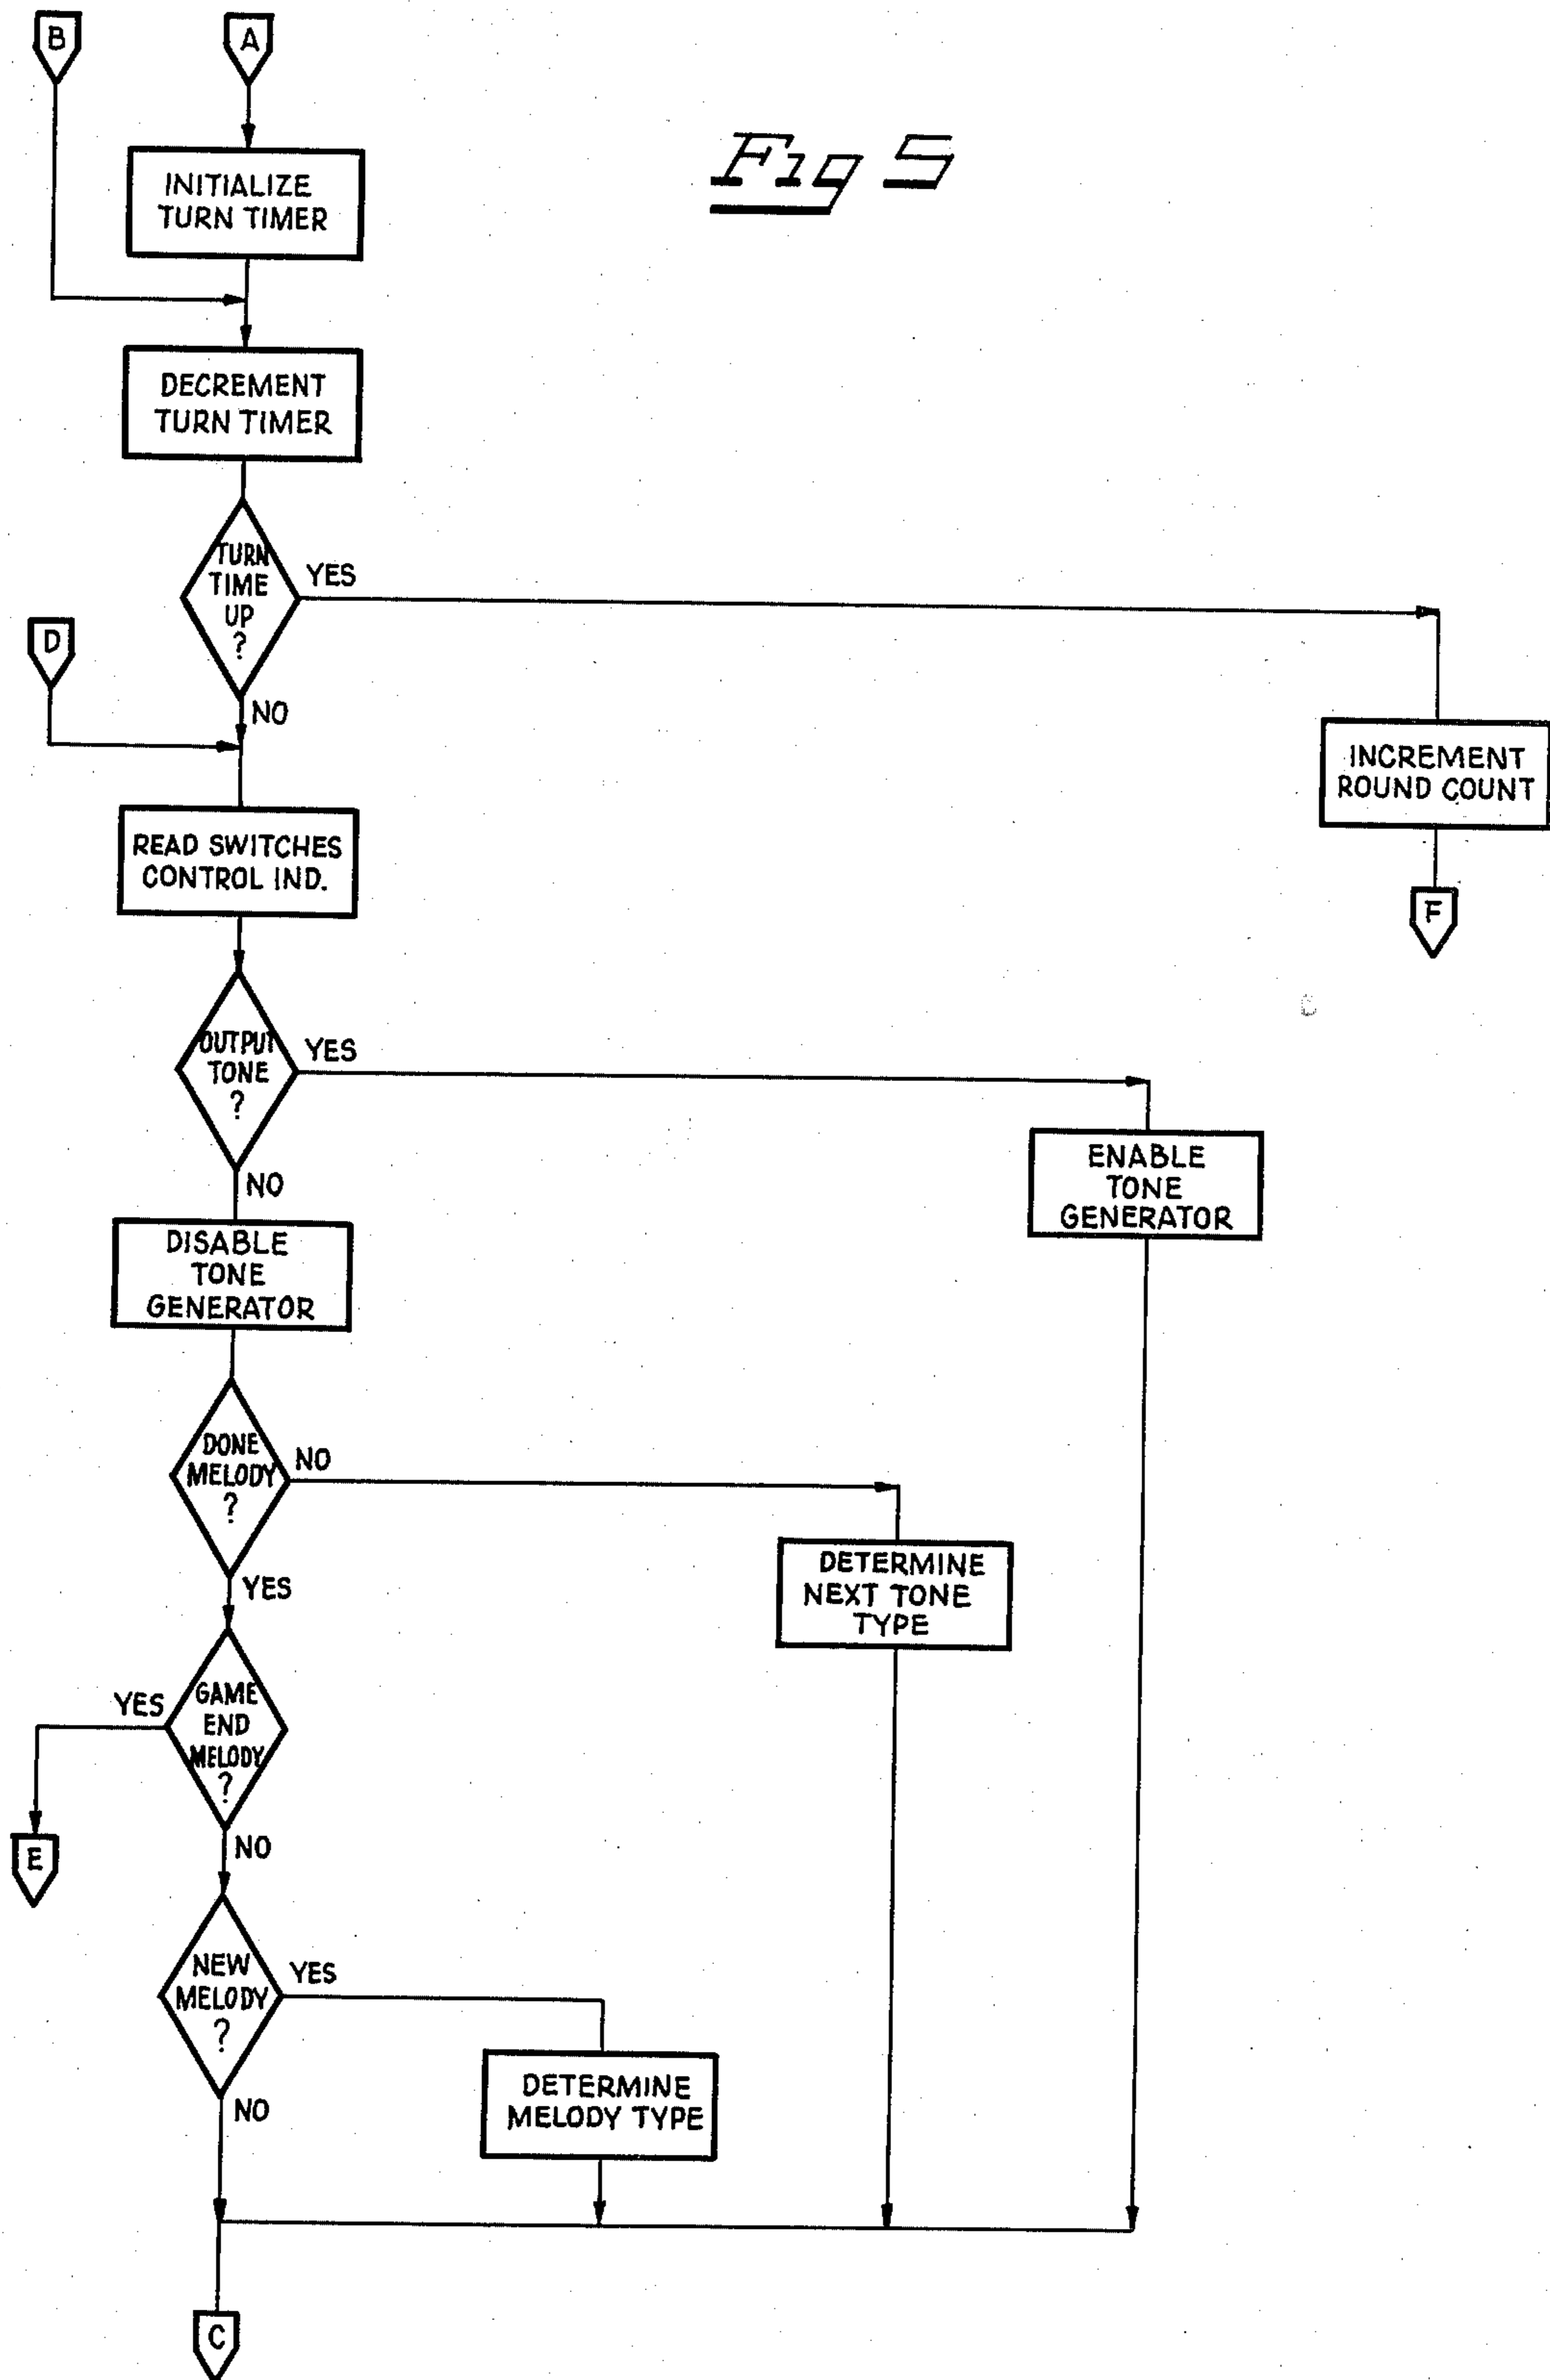 B
A
Fig 5
INITIALIZE
TURN TIMER
DECREMENT
TURN TIMER
TURN
TIME
UP
?
YES
D
NO
INCREMENT
ROUND COUNT
READ SWITCHES
CONTROL IND.
F
OUTPUT
TONE
?
YES
ENABLE
TONE
GENERATOR
NO
DISABLE
TONE
GENERATOR
DONE
MELODY
?
NO
DETERMINE
NEXT TONE
TYPE
YES
GAME
END
MELODY
?
YES
E
NO
NEW
MELODY
?
YES
DETERMINE
MELODY TYPE
NO
C